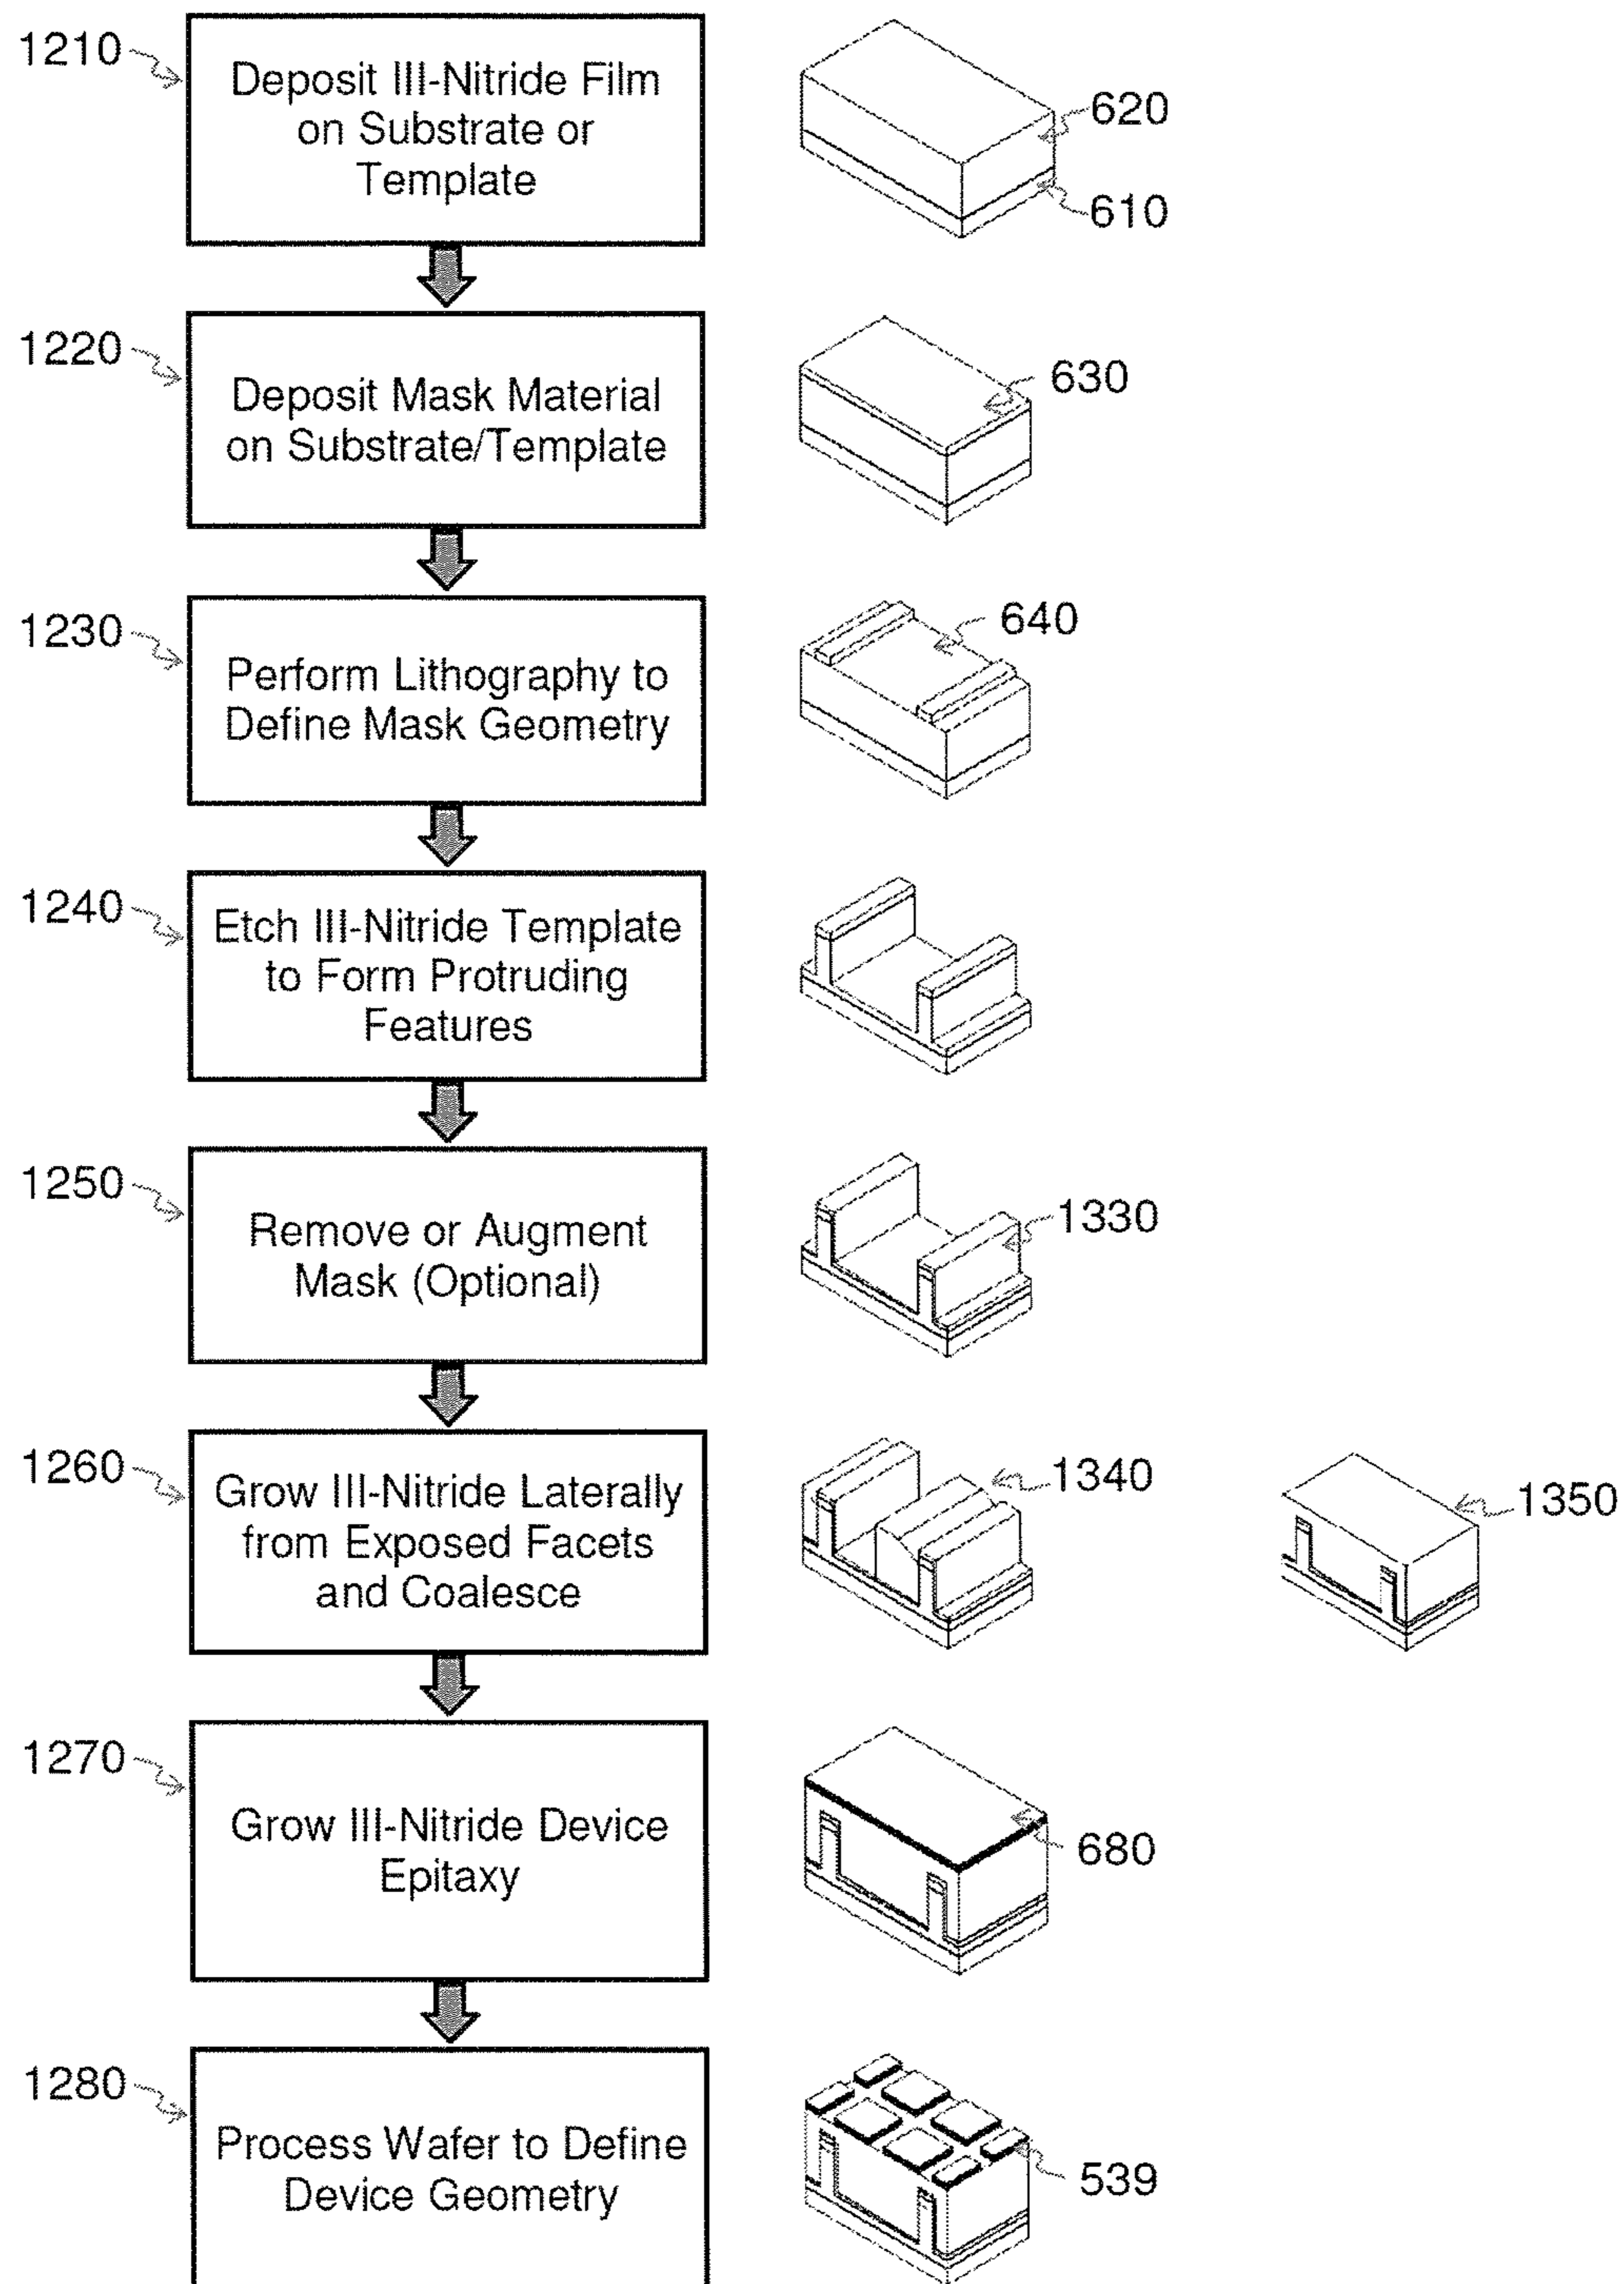 1210
Deposit III-Nitride Film
on Substrate or
Template
620
610
1220
Deposit Mask Material
on Substrate/Template
630
1230
Perform Lithography to
Define Mask Geometry
640
1240
Etch III-Nitride Template
to Form Protruding
Features
1250
Remove or Augment
Mask (Optional)
1330
1260
Grow III-Nitride Laterally
from Exposed Facets
and Coalesce
1340
1350
1270
Grow III-Nitride Device
Epitaxy
680
1280
Process Wafer to Define
Device Geometry
539